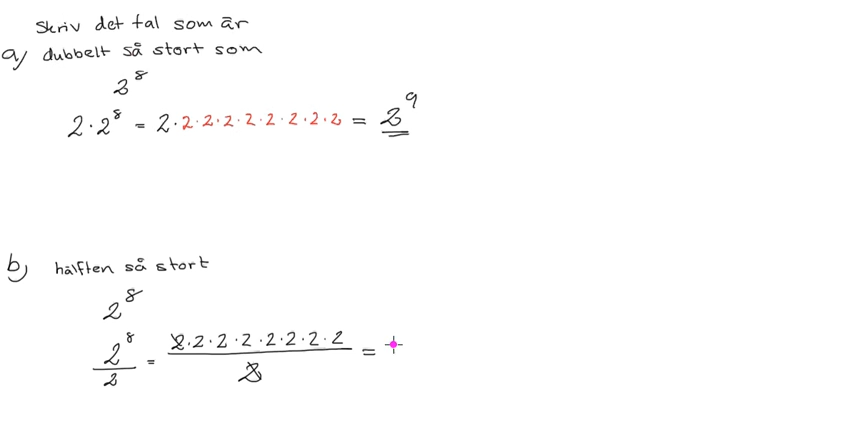 Skriv det tal som är
a) dubbelt så stort som
2^8
2 · 2^8 = 2 · 2 · 2 · 2 · 2 · 2 · 2 · 2 · 2 = 2^9
b) hälften så stort
2^8
2^8/2 = 2 · 2 · 2 · 2 · 2 · 2 · 2 · 2/2 =